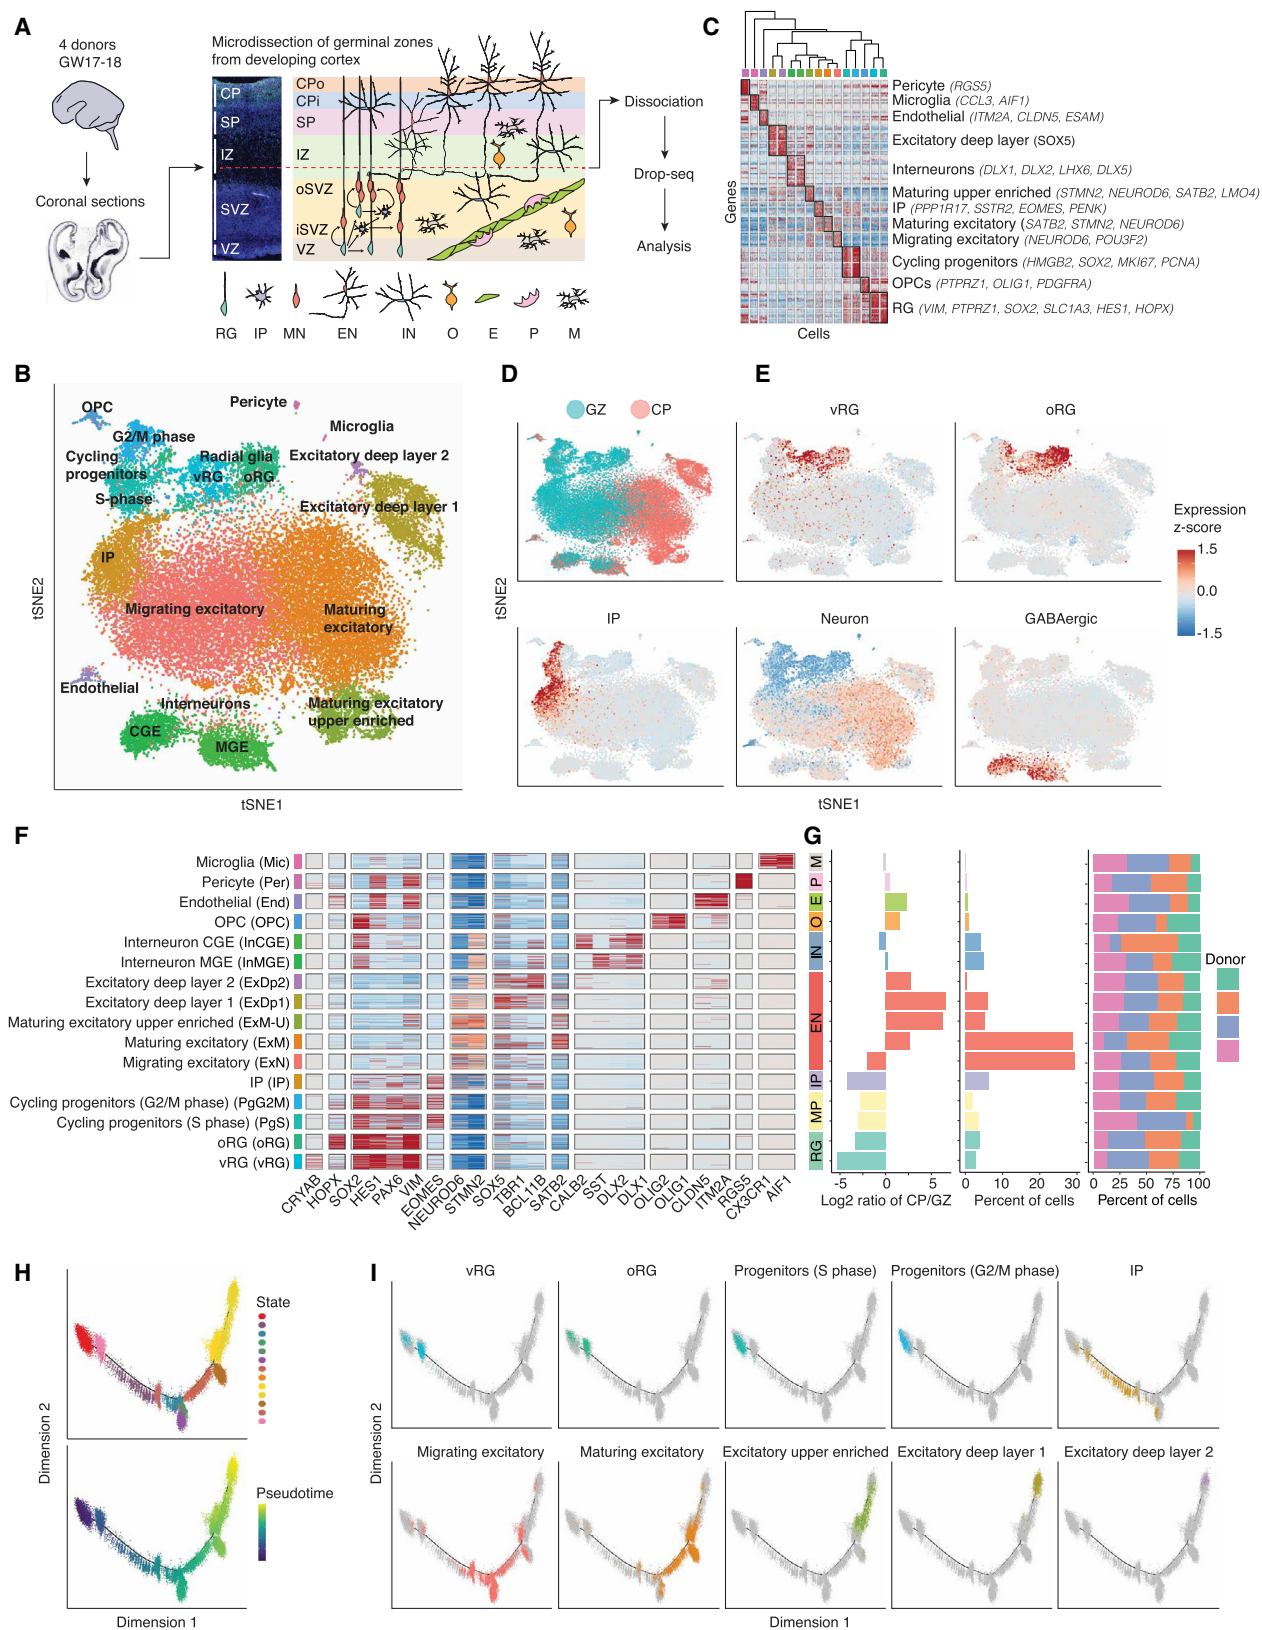 A
4 donors
GW17-18
Coronal sections
Microdissection of germinal zones
from developing cortex
CP
SP
IZ
SVZ
VZ
CPo
CPi
SP
IZ
oSVZ
iSVZ
VZ
RG IP MN EN IN O E P M
Dissociation
Drop-seq
Analysis
C
Genes
Cells
Pericyte (RGS5)
Microglia (CCL3, AIF1)
Endothelial (ITM2A, CLDN5, ESAM)
Excitatory deep layer (SOX5)
Interneurons (DLX1, DLX2, LHX6, DLX5)
Maturing upper enriched (STMN2, NEUROD6, SATB2, LMO4)
IP (PPP1R17, SSTR2, EOMES, PENK)
Maturing excitatory (SATB2, STMN2, NEUROD6)
Migrating excitatory (NEUROD6, POU3F2)
Cycling progenitors (HMGB2, SOX2, MKI67, PCNA)
OPCs (PTPRZ1, OLIG1, PDGFRA)
RG (VIM, PTPRZ1, SOX2, SLC1A3, HES1, HOPX)
B
OPC
G2/M phase
Cycling
progenitors
S-phase
Pericyte
Microglia
Radial glia
vRG oRG
Excitatory deep layer 2
Excitatory deep layer 1
IP
Migrating excitatory
Maturing
excitatory
Endothelial
Interneurons
CGE
MGE
Maturing excitatory
upper enriched
tSNE2
tSNE1
D
GZ CP
E
vRG
oRG
IP
Neuron
GABAergic
tSNE2
tSNE1
Expression
z-score
1.5
0.0
-1.5
F
Microglia (Mic)
Pericyte (Per)
Endothelial (End)
OPC (OPC)
Interneuron CGE (InCGE)
Interneuron MGE (InMGE)
Excitatory deep layer 2 (ExDp2)
Excitatory deep layer 1 (ExDp1)
Maturing excitatory upper enriched (ExM-U)
Maturing excitatory (ExM)
Migrating excitatory (ExN)
IP (IP)
Cycling progenitors (G2/M phase) (PgG2M)
Cycling progenitors (S phase) (PgS)
oRG (oRG)
vRG (vRG)
CRYAB
HOPX
SOX2
HES1
PAX6
VIM
EOMES
NEUROD6
STMN2
SOX5
TBR1
BCL11B
SATB2
CALB2
SST
DLX2
DLX1
OLIG2
OLIG1
CLDN5
ITM2A
RGS5
CX3CR1
AIF1
G
M
P
E
O
IN
EN
IP
MP
RG
-5 0 5
Log2 ratio of CP/GZ
0 10 20 30
Percent of cells
0 25 50 75 100
Percent of cells
Donor
H
State
Pseudotime
Dimension 2
Dimension 1
I
vRG
oRG
Progenitors (S phase)
Progenitors (G2/M phase)
IP
Migrating excitatory
Maturing excitatory
Excitatory upper enriched
Excitatory deep layer 1
Excitatory deep layer 2
Dimension 2
Dimension 1